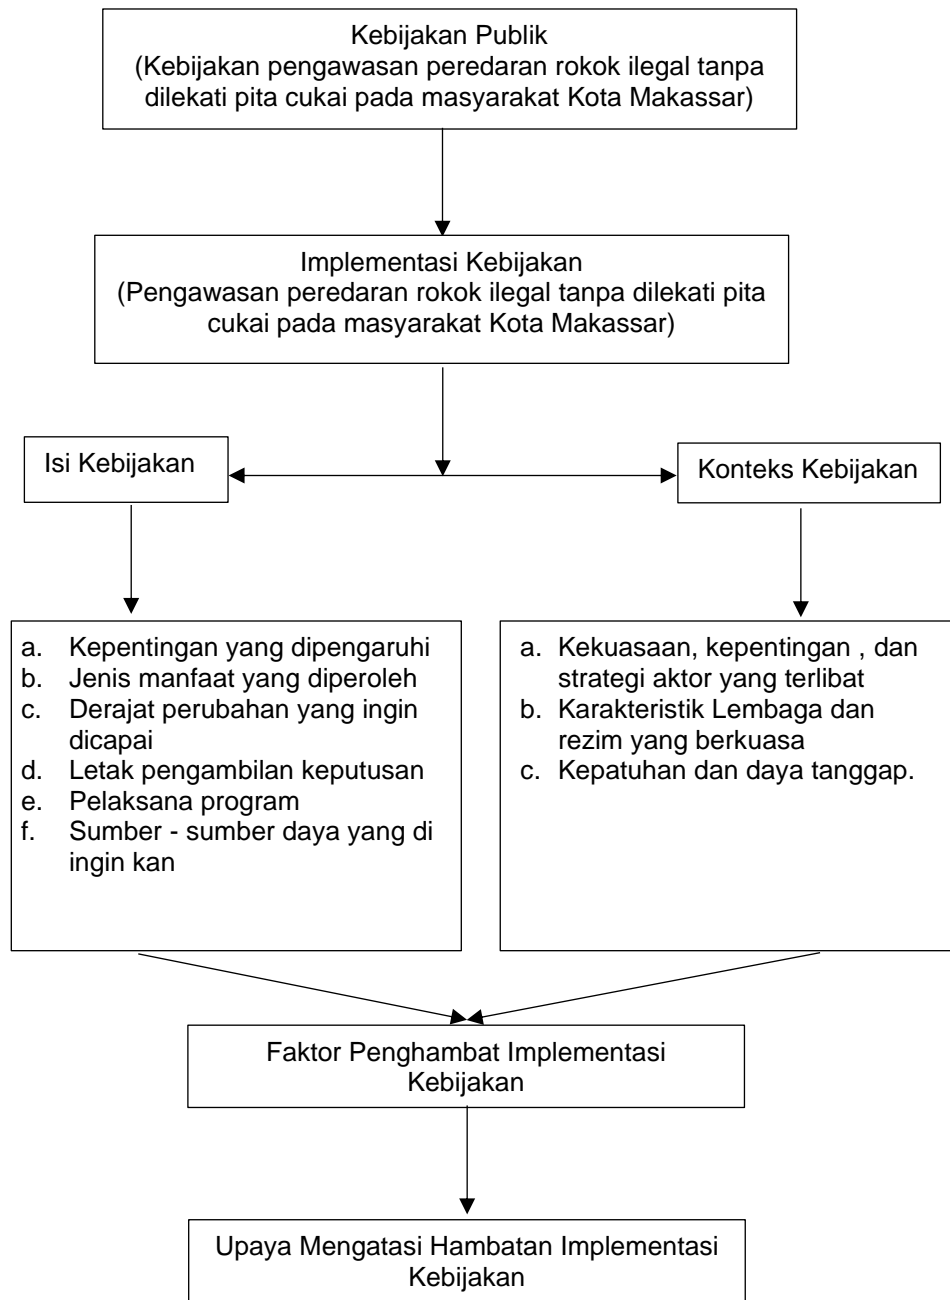 Kebijakan Publik
(Kebijakan pengawasan peredaran rokok ilegal tanpa
dilekati pita cukai pada masyarakat Kota Makassar)
Implementasi Kebijakan
(Pengawasan peredaran rokok ilegal tanpa dilekati pita
cukai pada masyarakat Kota Makassar)
Isi Kebijakan
Konteks Kebijakan
a. Kepentingan yang dipengaruhi
b. Jenis manfaat yang diperoleh
c. Derajat perubahan yang ingin
dicapai
d. Letak pengambilan keputusan
e. Pelaksana program
f. Sumber - sumber daya yang di
ingin kan
a. Kekuasaan, kepentingan , dan
strategi aktor yang terlibat
b. Karakteristik Lembaga dan
rezim yang berkuasa
c. Kepatuhan dan daya tanggap.
Faktor Penghambat Implementasi
Kebijakan
Upaya Mengatasi Hambatan Implementasi
Kebijakan